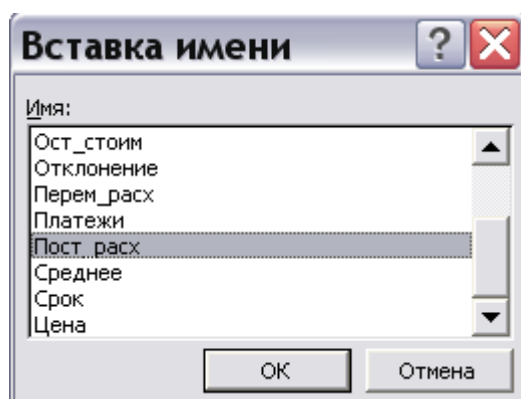 Вставка имени
Имя:
Ост_стоим
Отклонение
Перем_расх
Платежи
Пост_расх
Среднее
Срок
Цена
ОК
Отмена